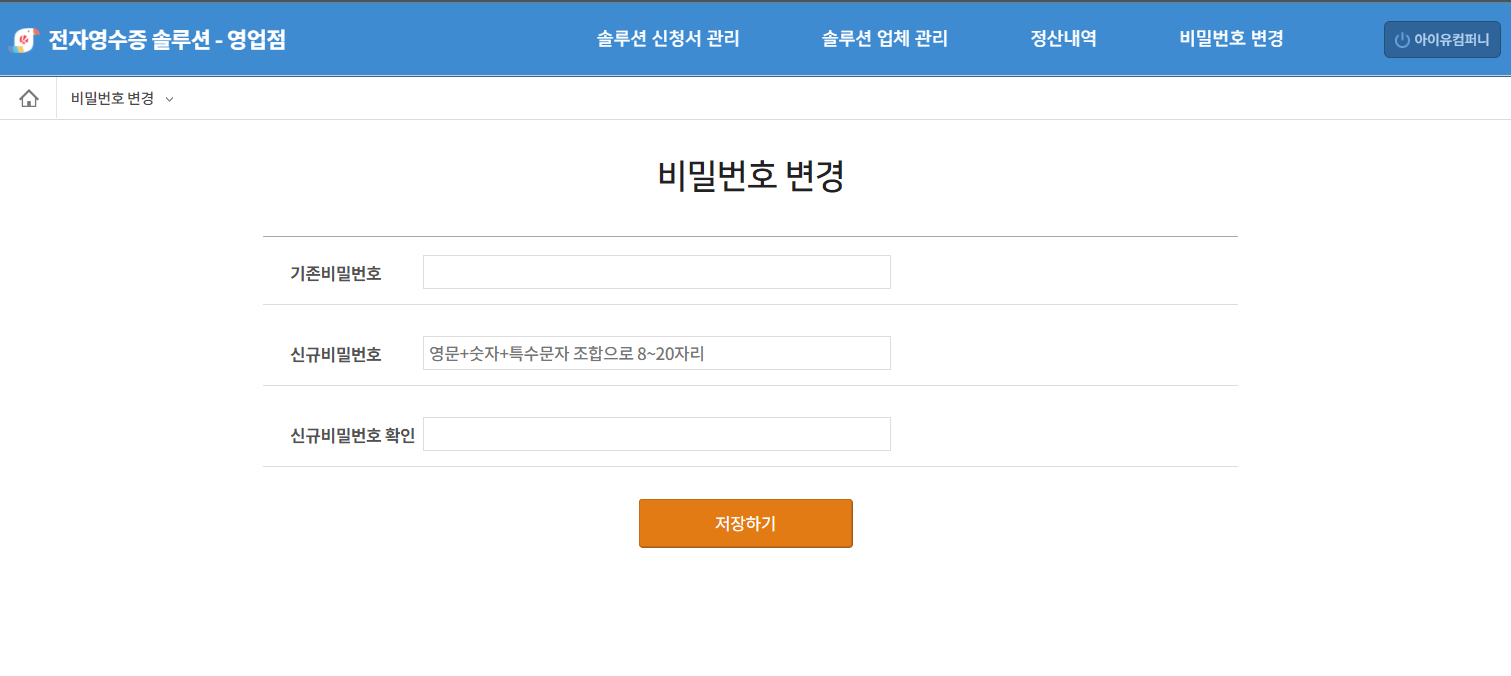 전자영수증 솔루션 - 영업점
솔루션 신청서 관리
솔루션 업체 관리
정산내역
비밀번호 변경
아이유컴퍼니
비밀번호 변경
비밀번호 변경
기존비밀번호
신규비밀번호
영문+숫자+특수문자 조합으로 8~20자리
신규비밀번호 확인
저장하기